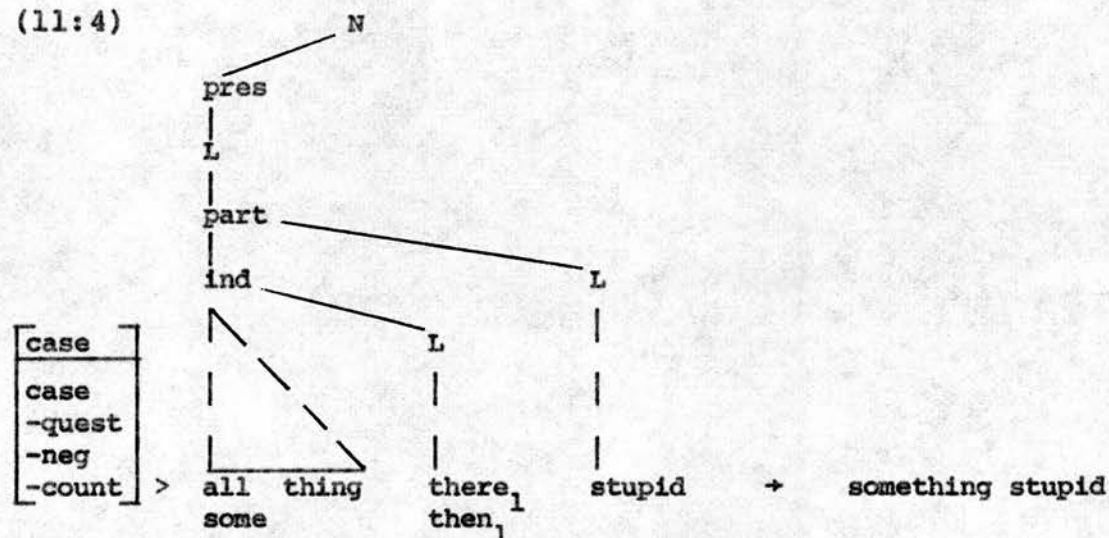 (11:4) N
pres
L
part
ind L
case L
case
-quest
-neg
-count > all thing there₁ stupid → something stupid
some then₁